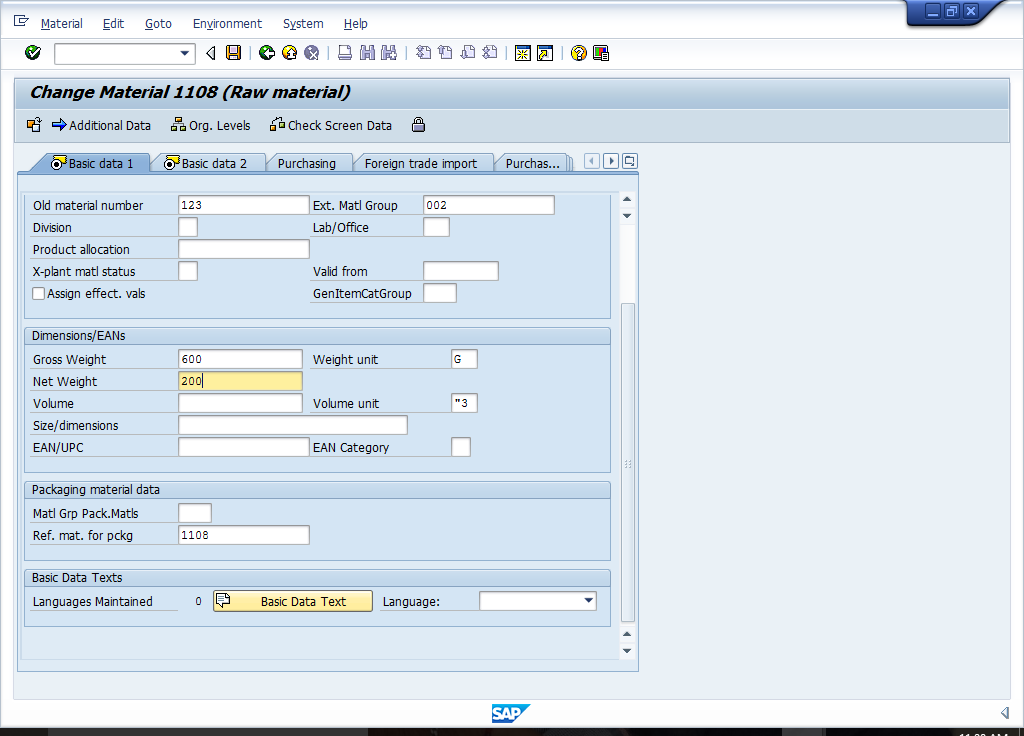 Material Edit Goto Environment System Help
Change Material 1108 (Raw material)
Additional Data Org. Levels Check Screen Data
Basic data 1 Basic data 2 Purchasing Foreign trade import Purchas...
Old material number 123 Ext. Matl Group 002
Division Lab/Office
Product allocation
X-plant matl status Valid from
Assign effect. vals GenItemCatGroup
Dimensions/EANs
Gross Weight 600 Weight unit G
Net Weight 200
Volume Volume unit "3
Size/dimensions
EAN/UPC EAN Category
Packaging material data
Matl Grp Pack.Matls
Ref. mat. for pckg 1108
Basic Data Texts
Languages Maintained 0 Basic Data Text Language:
SAP